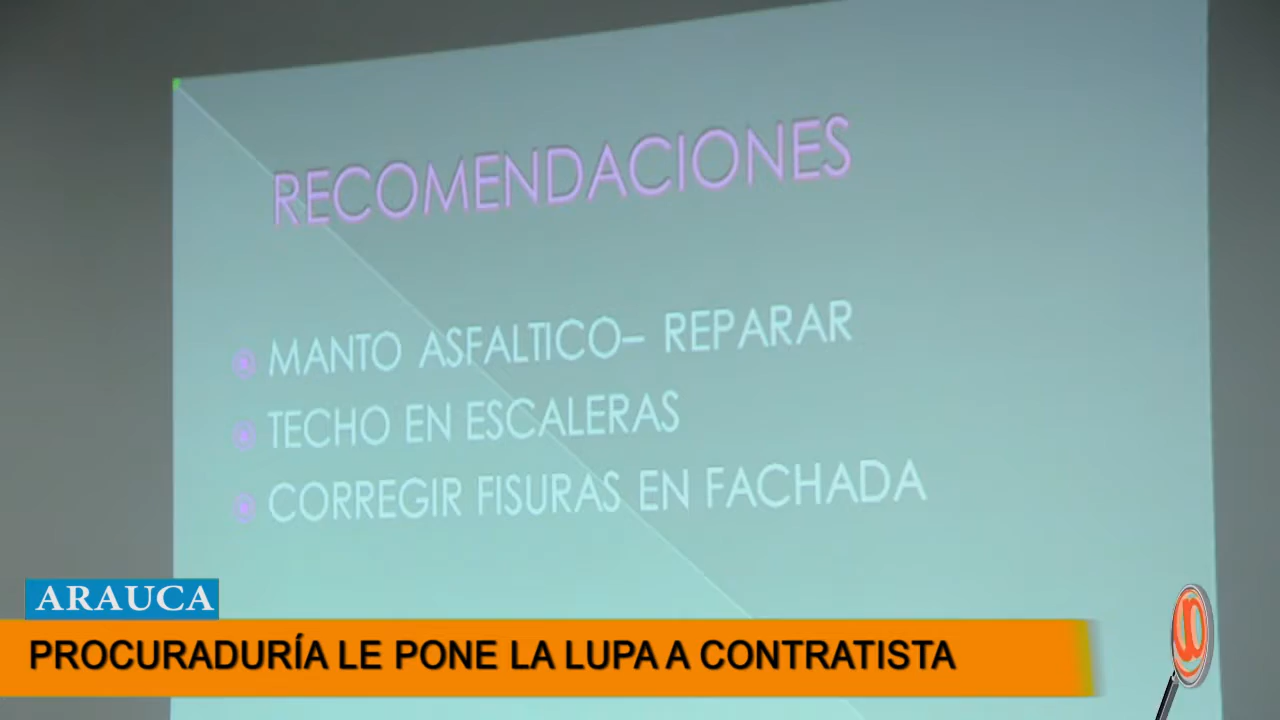 RECOMENDACIONES
MANTO ASFALTICO– REPARAR
TECHO EN ESCALERAS
CORREGIR FISURAS EN FACHADA
ARAUCA
PROCURADURÍA LE PONE LA LUPA A CONTRATISTA